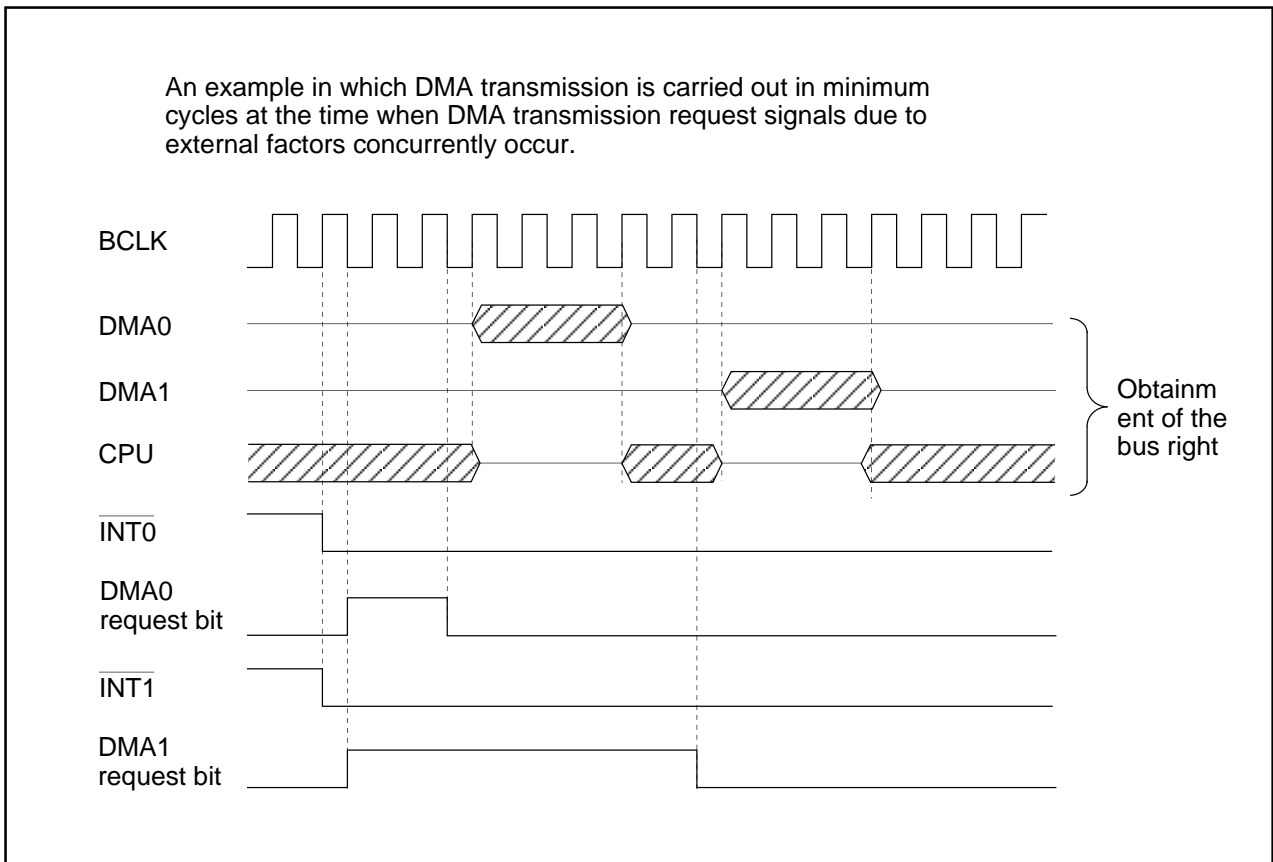 An example in which DMA transmission is carried out in minimum
cycles at the time when DMA transmission request signals due to
external factors concurrently occur.
BCLK
DMA0
DMA1
CPU
Obtainm
ent of the
bus right
INT0
DMA0
request bit
INT1
DMA1
request bit